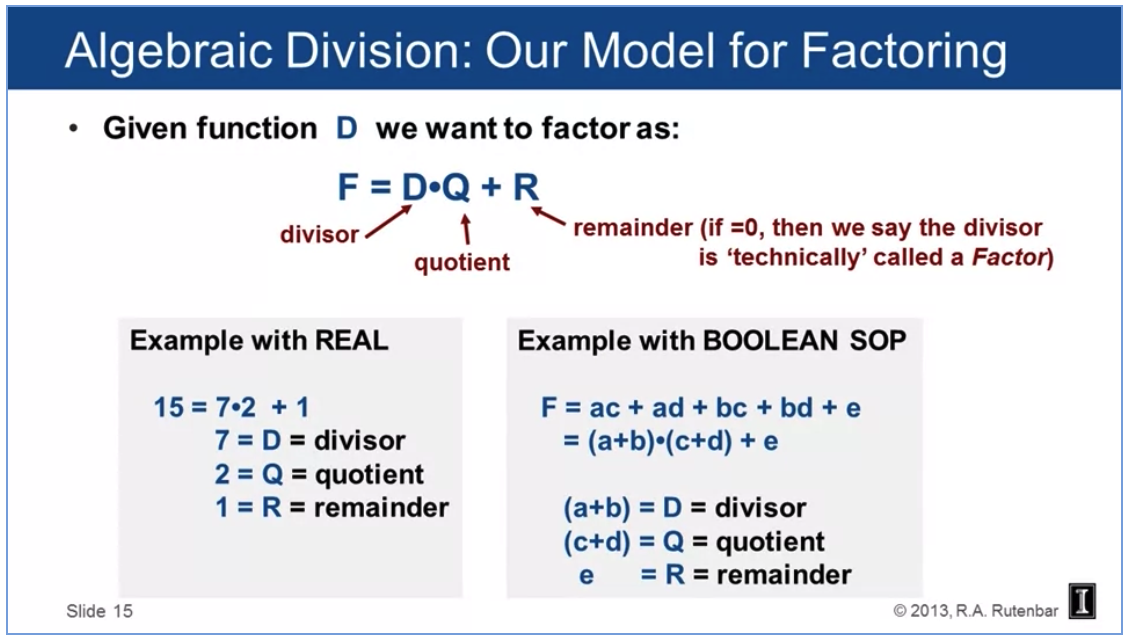 Algebraic Division: Our Model for Factoring
• Given function D we want to factor as:
F = D•Q + R
divisor
quotient
remainder (if =0, then we say the divisor
is ‘technically’ called a Factor)
Example with REAL
15 = 7•2 + 1
7 = D = divisor
2 = Q = quotient
1 = R = remainder
Example with BOOLEAN SOP
F = ac + ad + bc + bd + e
= (a+b)•(c+d) + e
(a+b) = D = divisor
(c+d) = Q = quotient
e = R = remainder
Slide 15
© 2013, R.A. Rutenbar
I